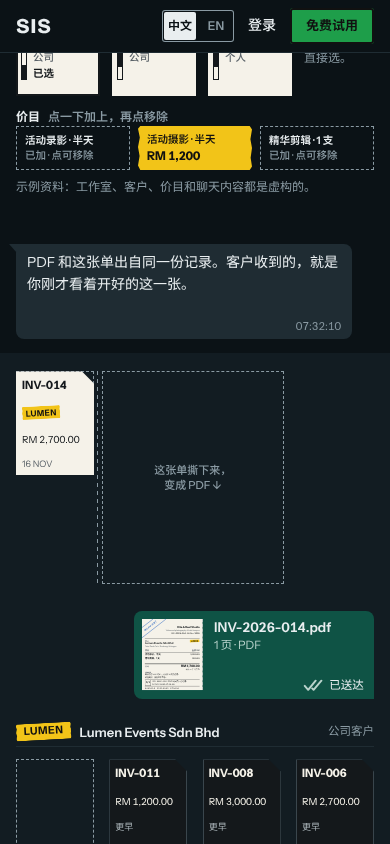 SIS
中文
EN
登录
免费试用
公司
已选
公司
个人
直接选。
价目 点一下加上，再点移除
活动录影·半天
已加·点可移除
活动摄影·半天
RM 1,200
精华剪辑·1支
已加·点可移除
示例资料：工作室、客户、价目和聊天内容都是虚构的。
PDF 和这张单出自同一份记录。客户收到的，就是
你刚才看着开好的这一张。
07:32:10
INV-014
LUMEN
RM 2,700.00
16 NOV
这张单撕下来，
变成 PDF↓
INV-2026-014.pdf
1 页 · PDF
已送达
LUMEN
Lumen Events Sdn Bhd
公司客户
INV-011
RM 1,200.00
更早
INV-008
RM 3,000.00
更早
INV-006
RM 2,700.00
更早